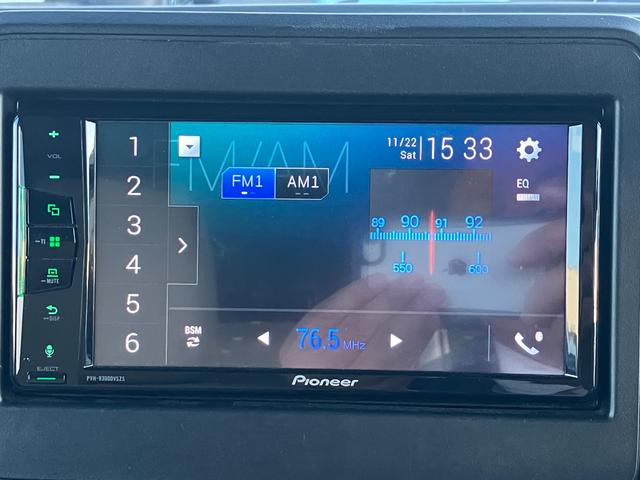 FM/AM
11/22
Sat
15 33
FM1
AM1
EQ
89 90 91 92
550 600
1
2
3
4
5
6
BSM
76.5 MHz
VOL
TI
MUTE
DISP
EJECT
Pioneer